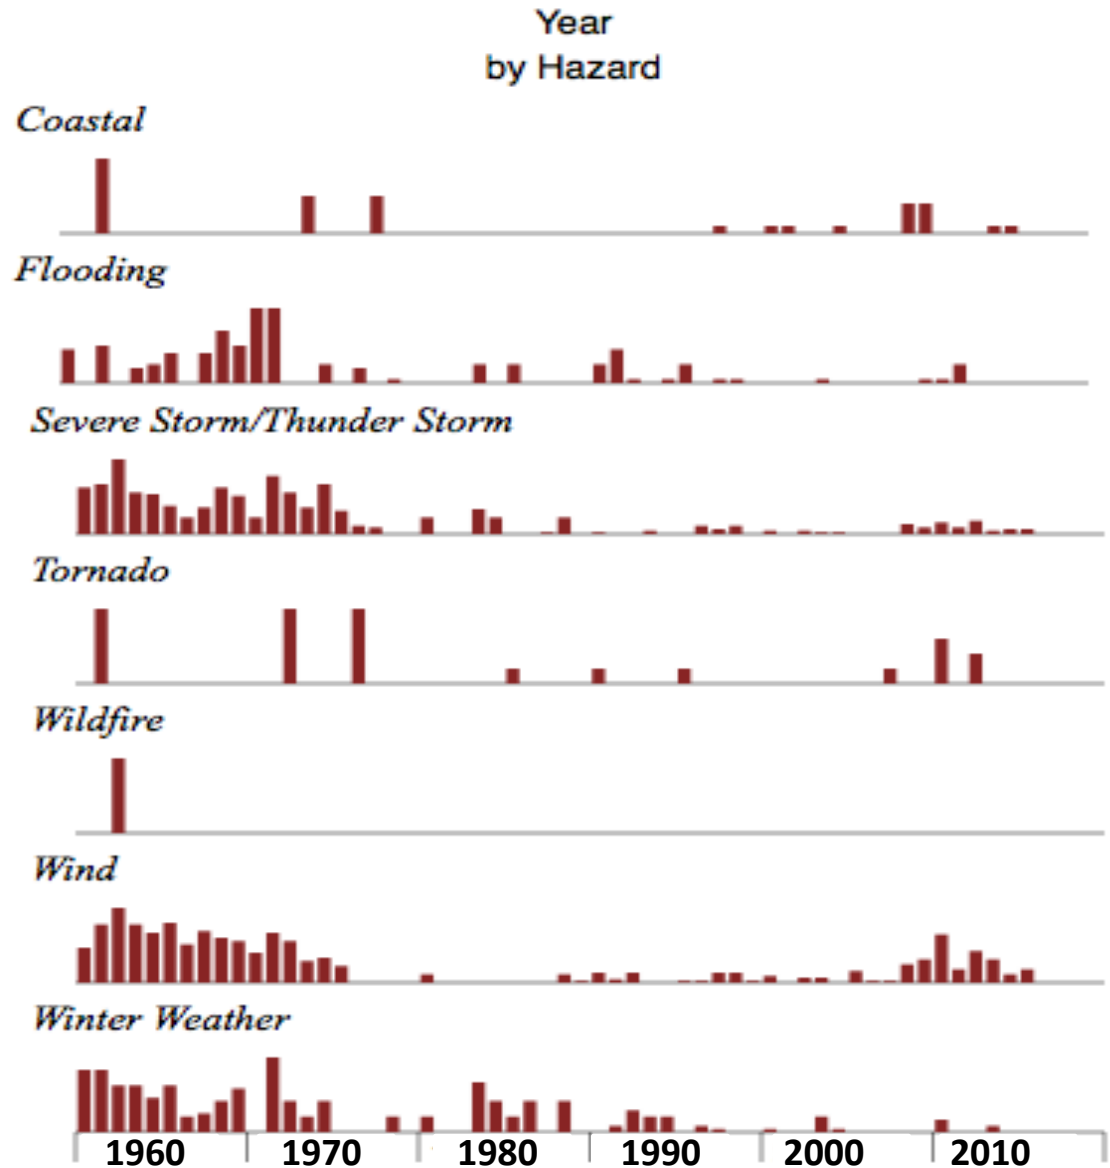 Year
by Hazard
Coastal
Flooding
Severe Storm/Thunder Storm
Tornado
Wildfire
Wind
Winter Weather
1960 1970 1980 1990 2000 2010